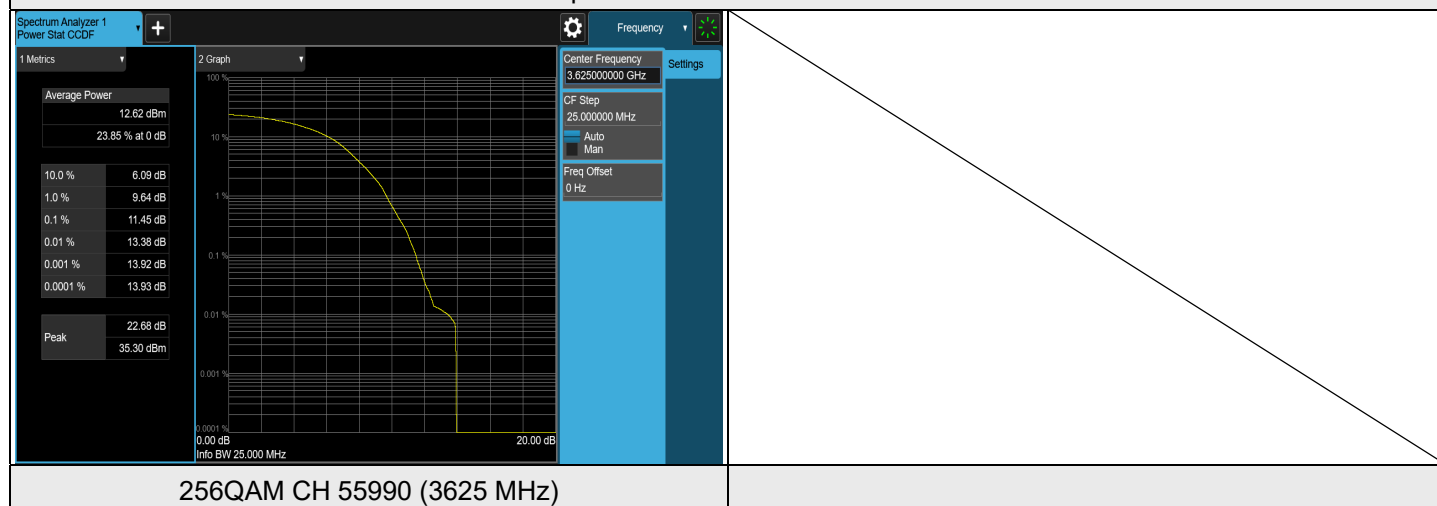 Spectrum Analyzer 1
Power Stat CCDF
Frequency
1 Metrics
2 Graph
Center Frequency
3.625000000 GHz
Settings
CF Step
25.000000 MHz
Auto
Man
Freq Offset
0 Hz
Average Power
12.62 dBm
23.85 % at 0 dB
10.0 % 6.09 dB
1.0 % 9.64 dB
0.1 % 11.45 dB
0.01 % 13.38 dB
0.001 % 13.92 dB
0.0001 % 13.93 dB
Peak
22.68 dB
35.30 dBm
100 %
10 %
1 %
0.1 %
0.01 %
0.001 %
0.0001 %
0.00 dB 20.00 dB
Info BW 25.000 MHz
256QAM CH 55990 (3625 MHz)